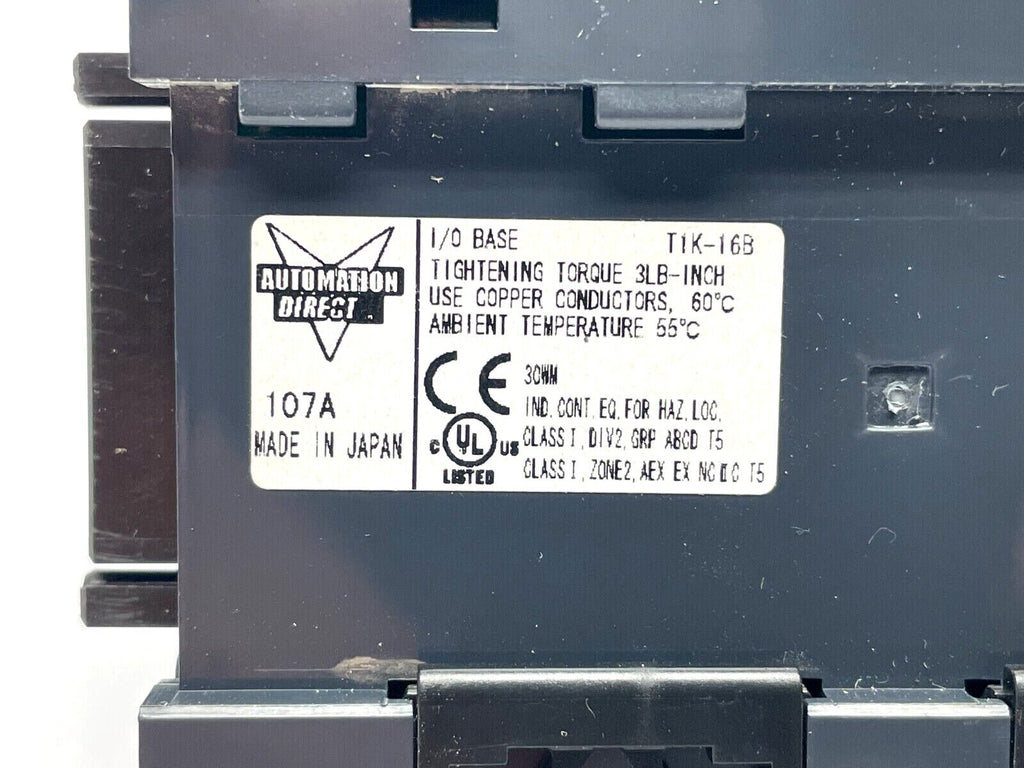 AUTOMATION
DIRECT
107A
MADE IN JAPAN
I/O BASE T1K-16B
TIGHTENING TORQUE 3LB-INCH
USE COPPER CONDUCTORS, 60°C
AMBIENT TEMPERATURE 55°C
CE 30WM
IND. CONT. EQ. FOR HAZ. LOC.
C UL US CLASS I, DIV2, GRP ABCD T5
LISTED CLASS I, ZONE2, AEX EX NC II C T5